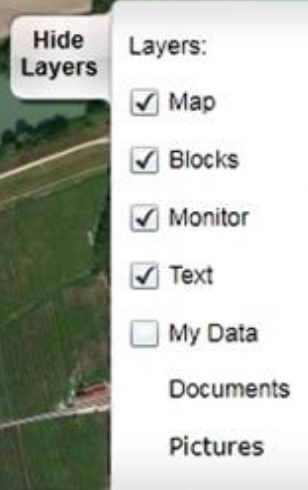 Hide
Layers
Layers:
Map
Blocks
Monitor
Text
My Data
Documents
Pictures